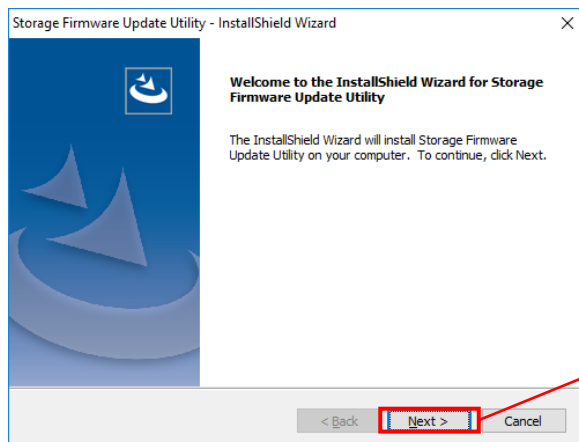 Storage Firmware Update Utility - InstallShield Wizard
Welcome to the InstallShield Wizard for Storage
Firmware Update Utility
The InstallShield Wizard will install Storage Firmware
Update Utility on your computer. To continue, click Next.
< Back Next > Cancel